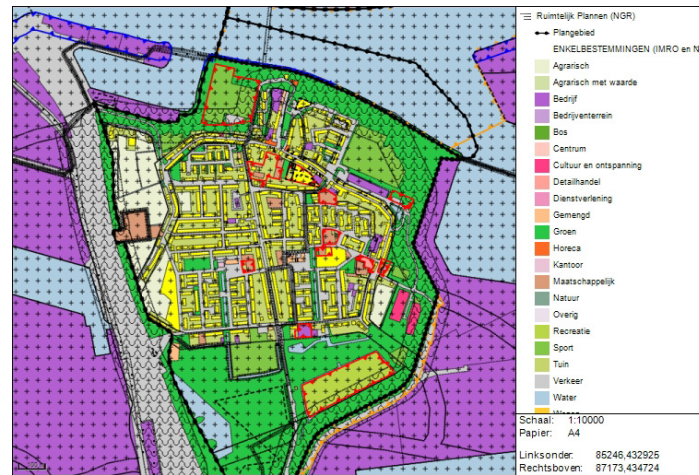 Ruimtelijk Plannen (NGR)
Plangebied
ENKELBESTEMMINGEN (IMRO en N
Agrarisch
Agrarisch met waarde
Bedrijf
Bedrijventerrein
Bos
Centrum
Cultuur en ontspanning
Detailhandel
Dienstverlening
Gemengd
Groen
Horeca
Kantoor
Maatschappelijk
Natuur
Overig
Recreatie
Sport
Tuin
Verkeer
Water
Schaal: 1:10000
Papier: A4
Linksonder: 85246,432925
Rechtsboven: 87173,434724